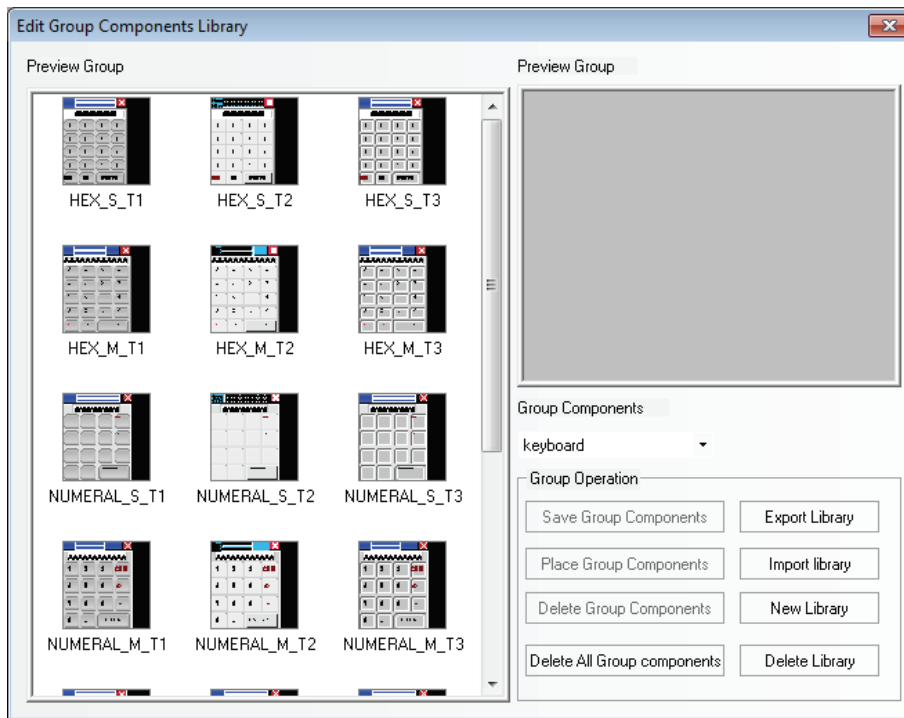 Edit Group Components Library
Preview Group
HEX_S_T1 HEX_S_T2 HEX_S_T3
HEX_M_T1 HEX_M_T2 HEX_M_T3
NUMERAL_S_T1 NUMERAL_S_T2 NUMERAL_S_T3
NUMERAL_M_T1 NUMERAL_M_T2 NUMERAL_M_T3
Preview Group
Group Components
keyboard
Group Operation
Save Group Components Export Library
Place Group Components Import library
Delete Group Components New Library
Delete All Group components Delete Library